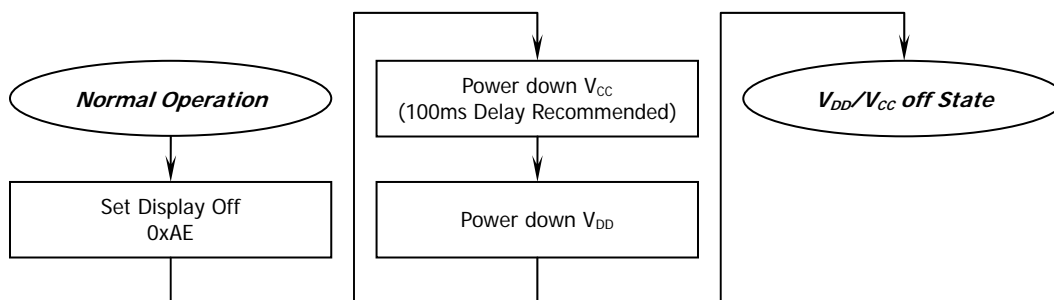 Normal Operation
Set Display Off
0xAE
Power down VCC
(100ms Delay Recommended)
Power down VDD
VDD/VCC off State